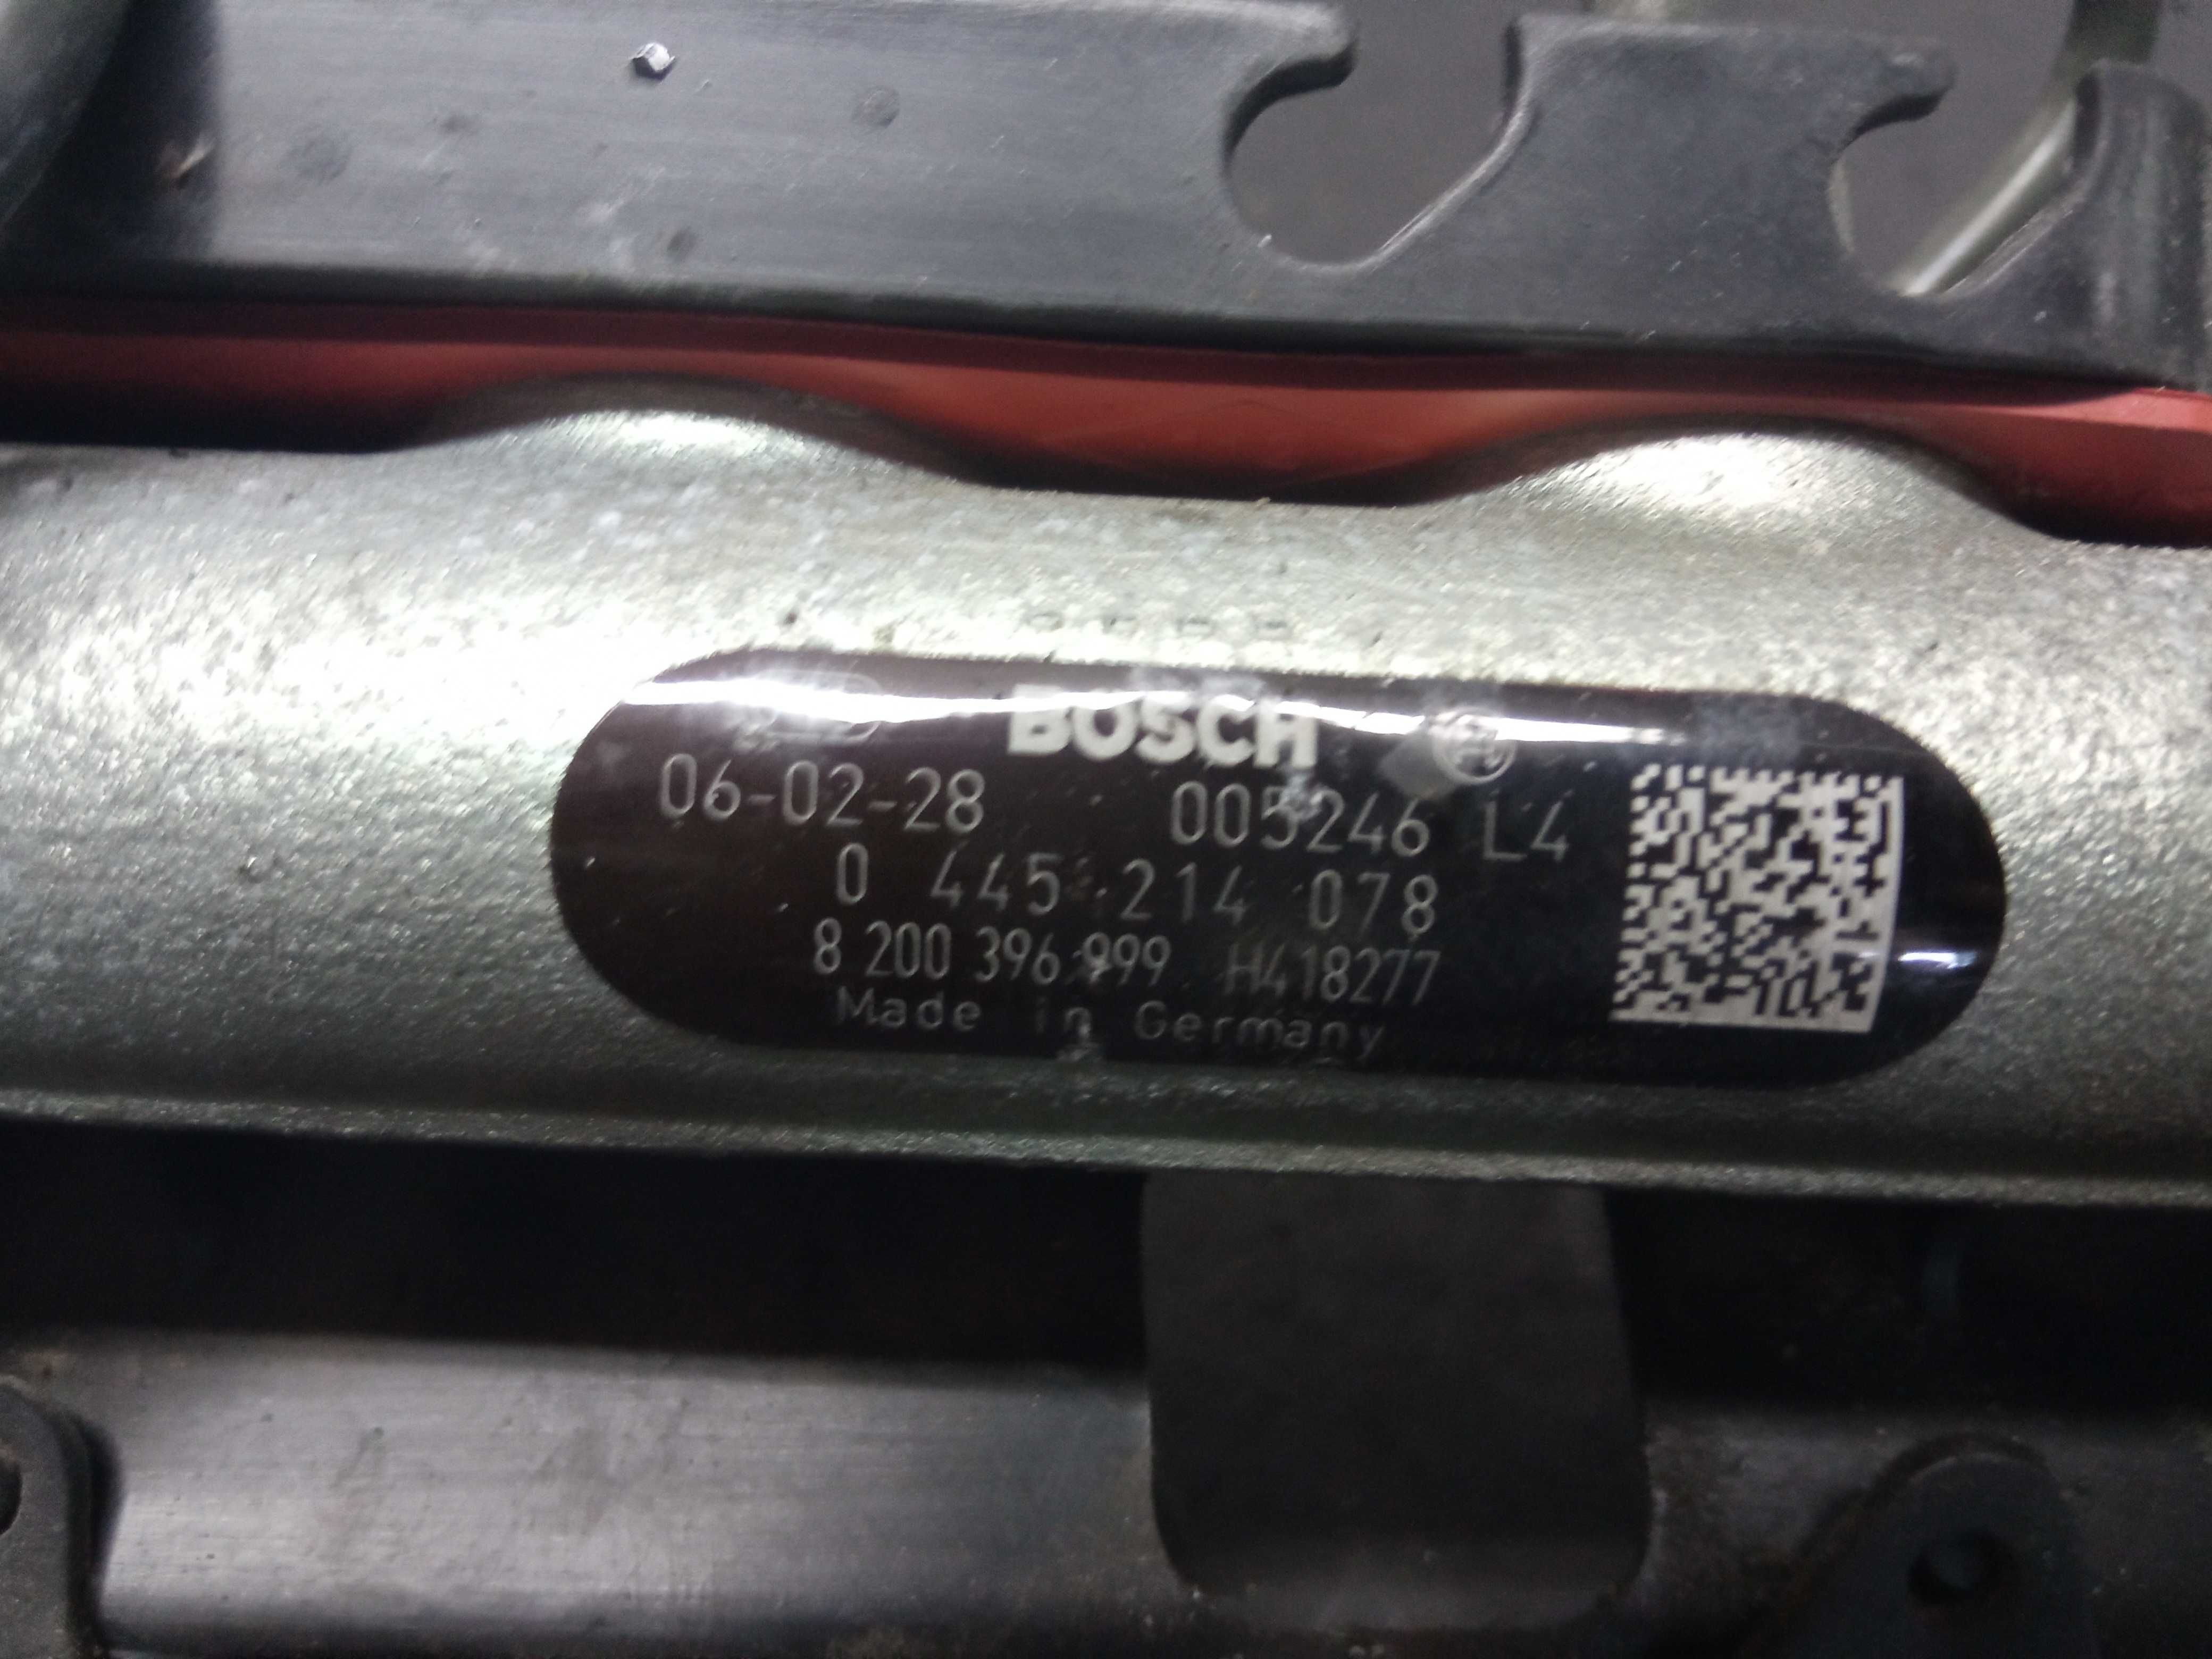 BOSCH
06-02-28 005246 L4
0 445 214 078
8 200 396 999 H418277
Made in Germany